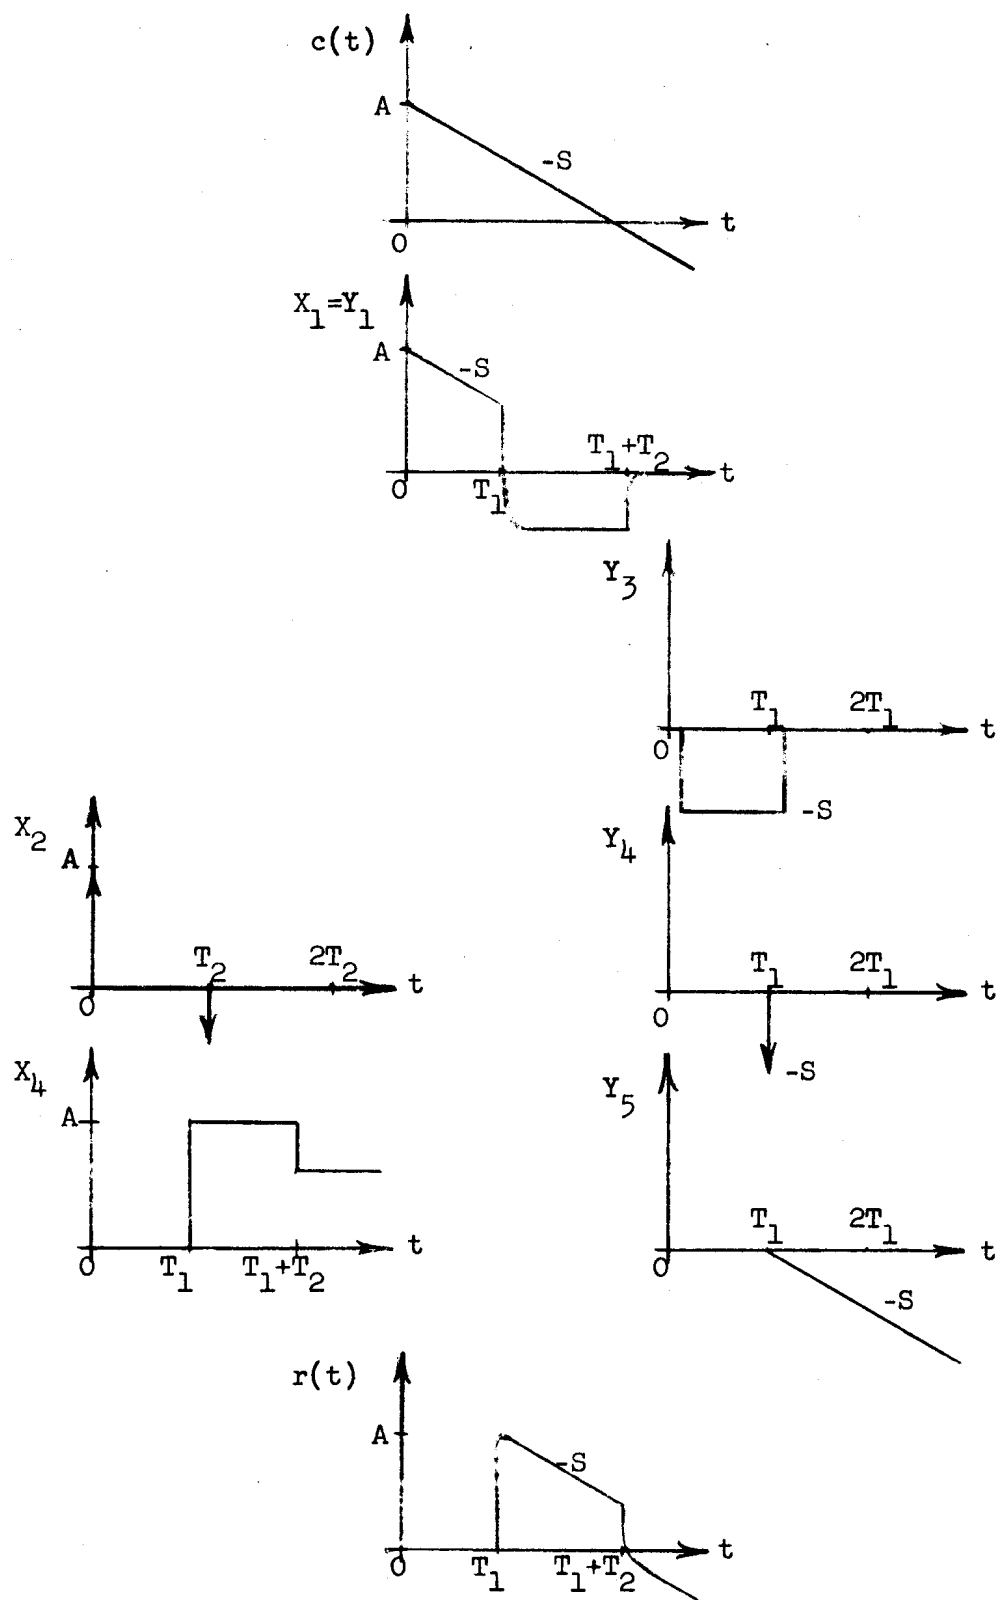 c(t)
A
-S
t
0
X₁=Y₁
A
-S
T₁+T₂
t
0
T₁
Y₃
T₁
2T₁
t
0
-S
X₂
A
T₂
2T₂
t
0
Y₄
T₁
2T₁
t
0
-S
X₄
A
t
0
T₁
T₁+T₂
Y₅
T₁
2T₁
t
0
-S
r(t)
A
-S
t
0
T₁
T₁+T₂